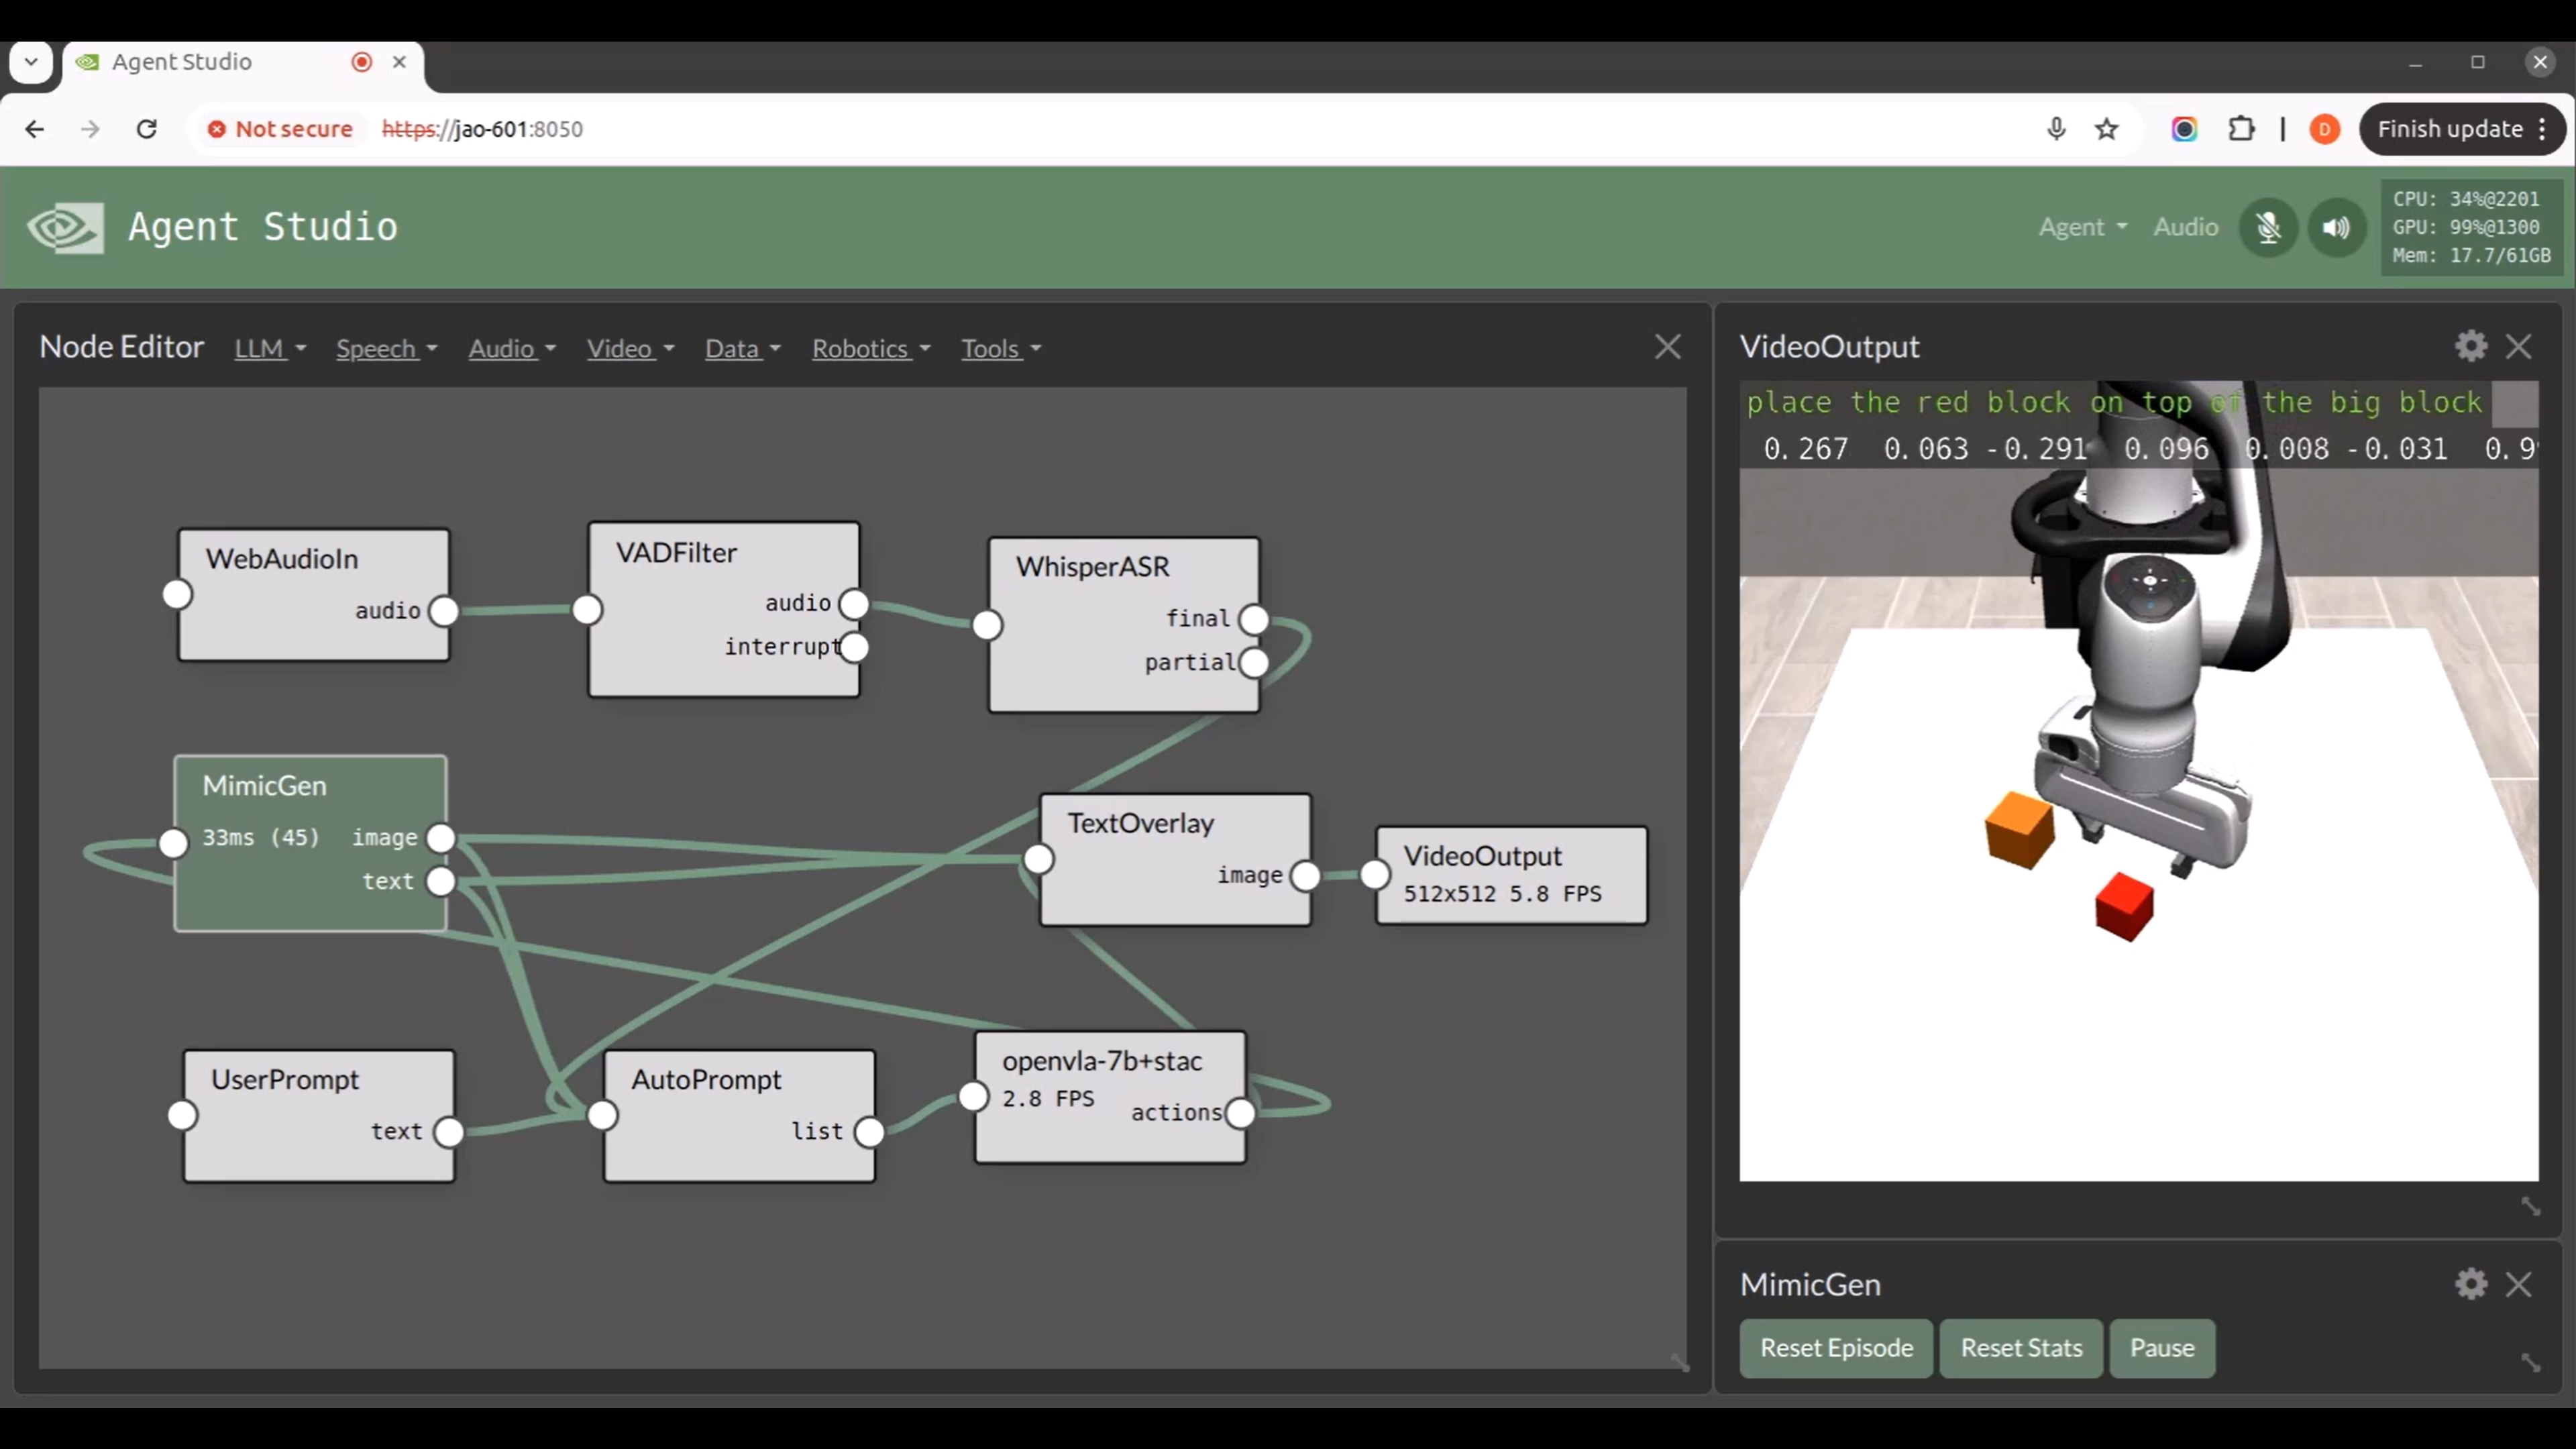 Agent Studio
Not secure https://jao-601:8050
D
Finish update
Agent Studio
Agent Audio
CPU: 34%@2201
GPU: 99%@1300
Mem: 17.7/61GB
Node Editor LLM Speech Audio Video Data Robotics Tools
WebAudioIn
audio
VADFilter
audio
interrupt
WhisperASR
final
partial
MimicGen
33ms (45) image
text
TextOverlay
image
VideoOutput
512x512 5.8 FPS
UserPrompt
text
AutoPrompt
list
openvla-7b+stac
2.8 FPS
actions
VideoOutput
place the red block on top of the big block
0.267 0.063 -0.291 0.096 0.008 -0.031
MimicGen
Reset Episode Reset Stats Pause